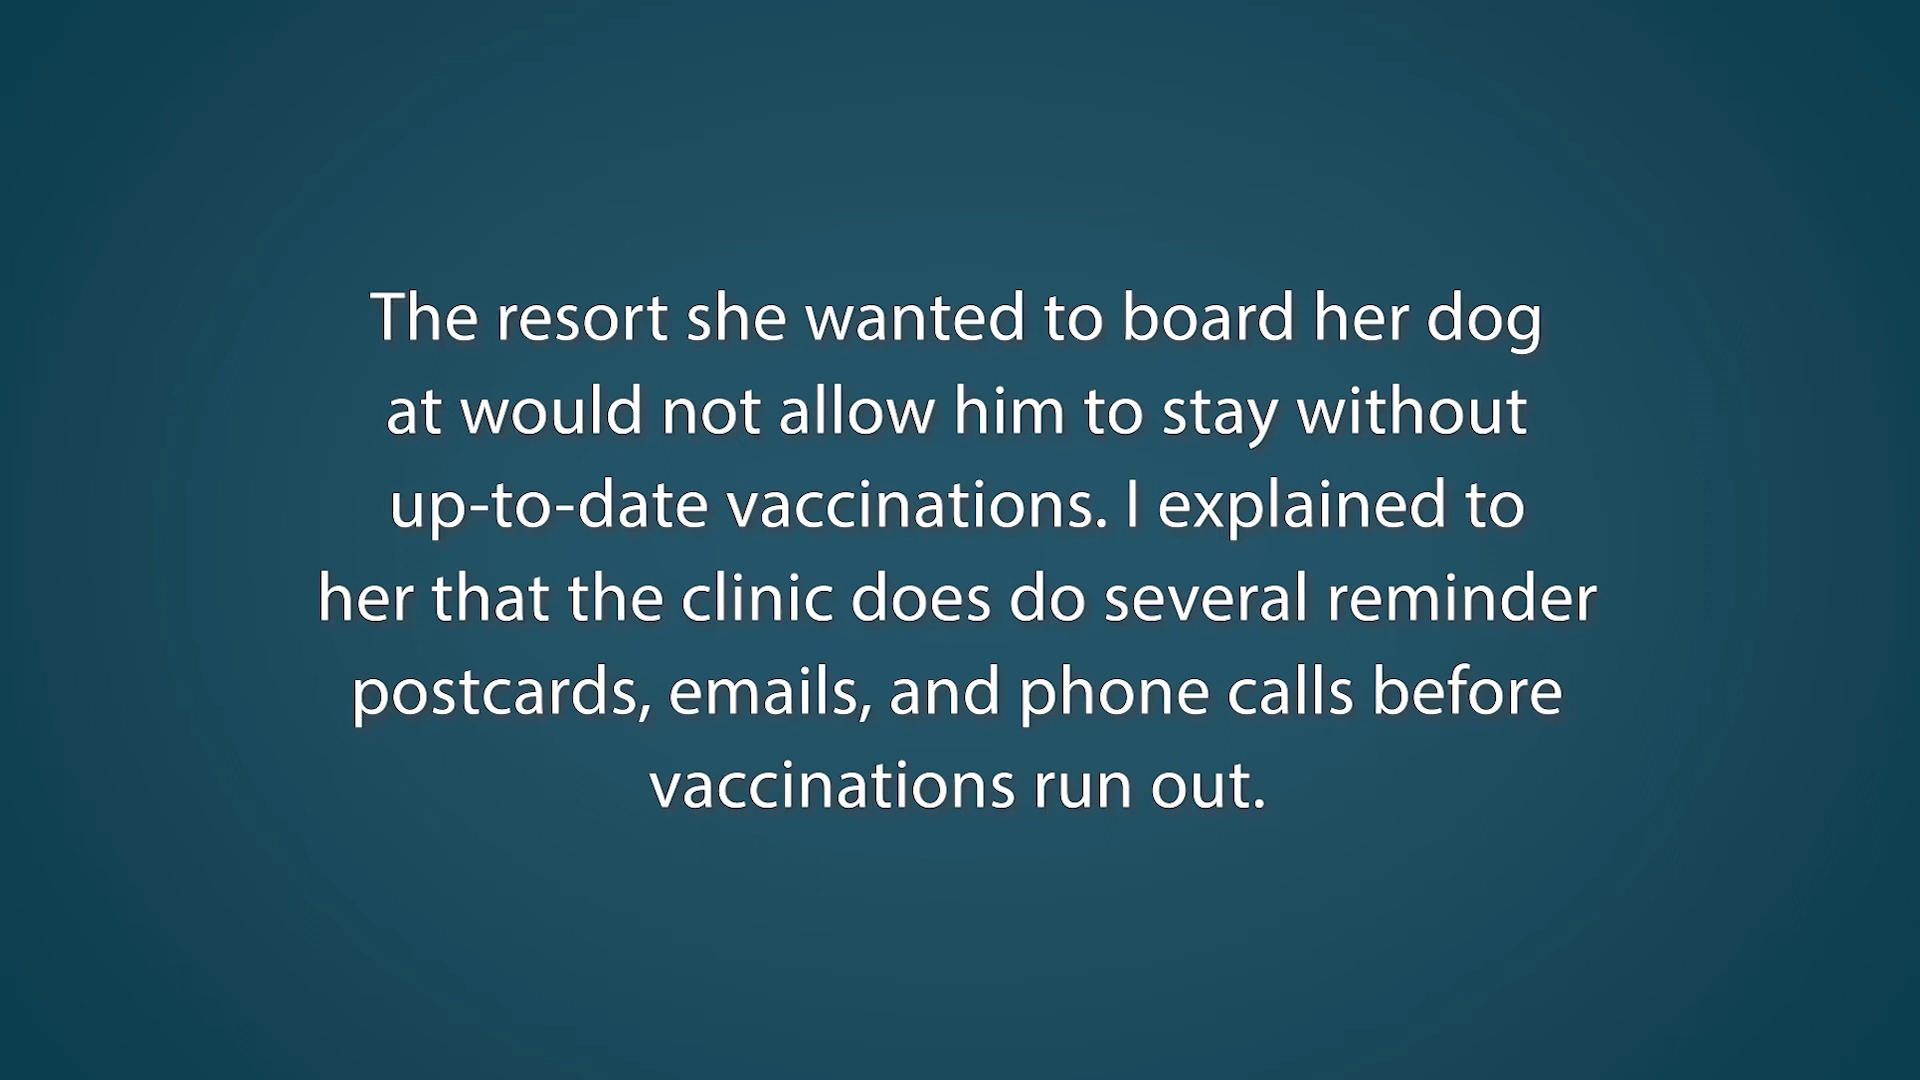 The resort she wanted to board her dog
at would not allow him to stay without
up-to-date vaccinations. I explained to
her that the clinic does do several reminder
postcards, emails, and phone calls before
vaccinations run out.